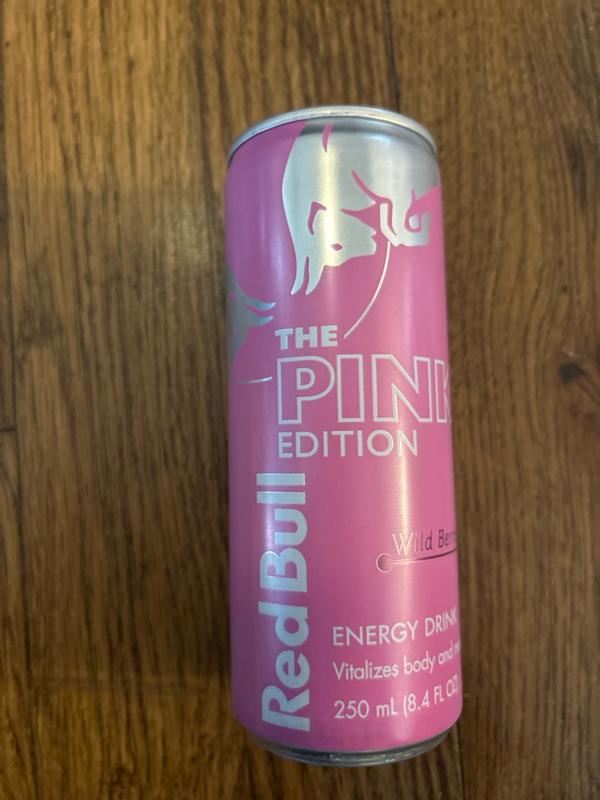 THE
PINK
EDITION
Red Bull
Wild
ENERGY DRINK
Vitalizes body and
250 mL (8.4 FL OZ)